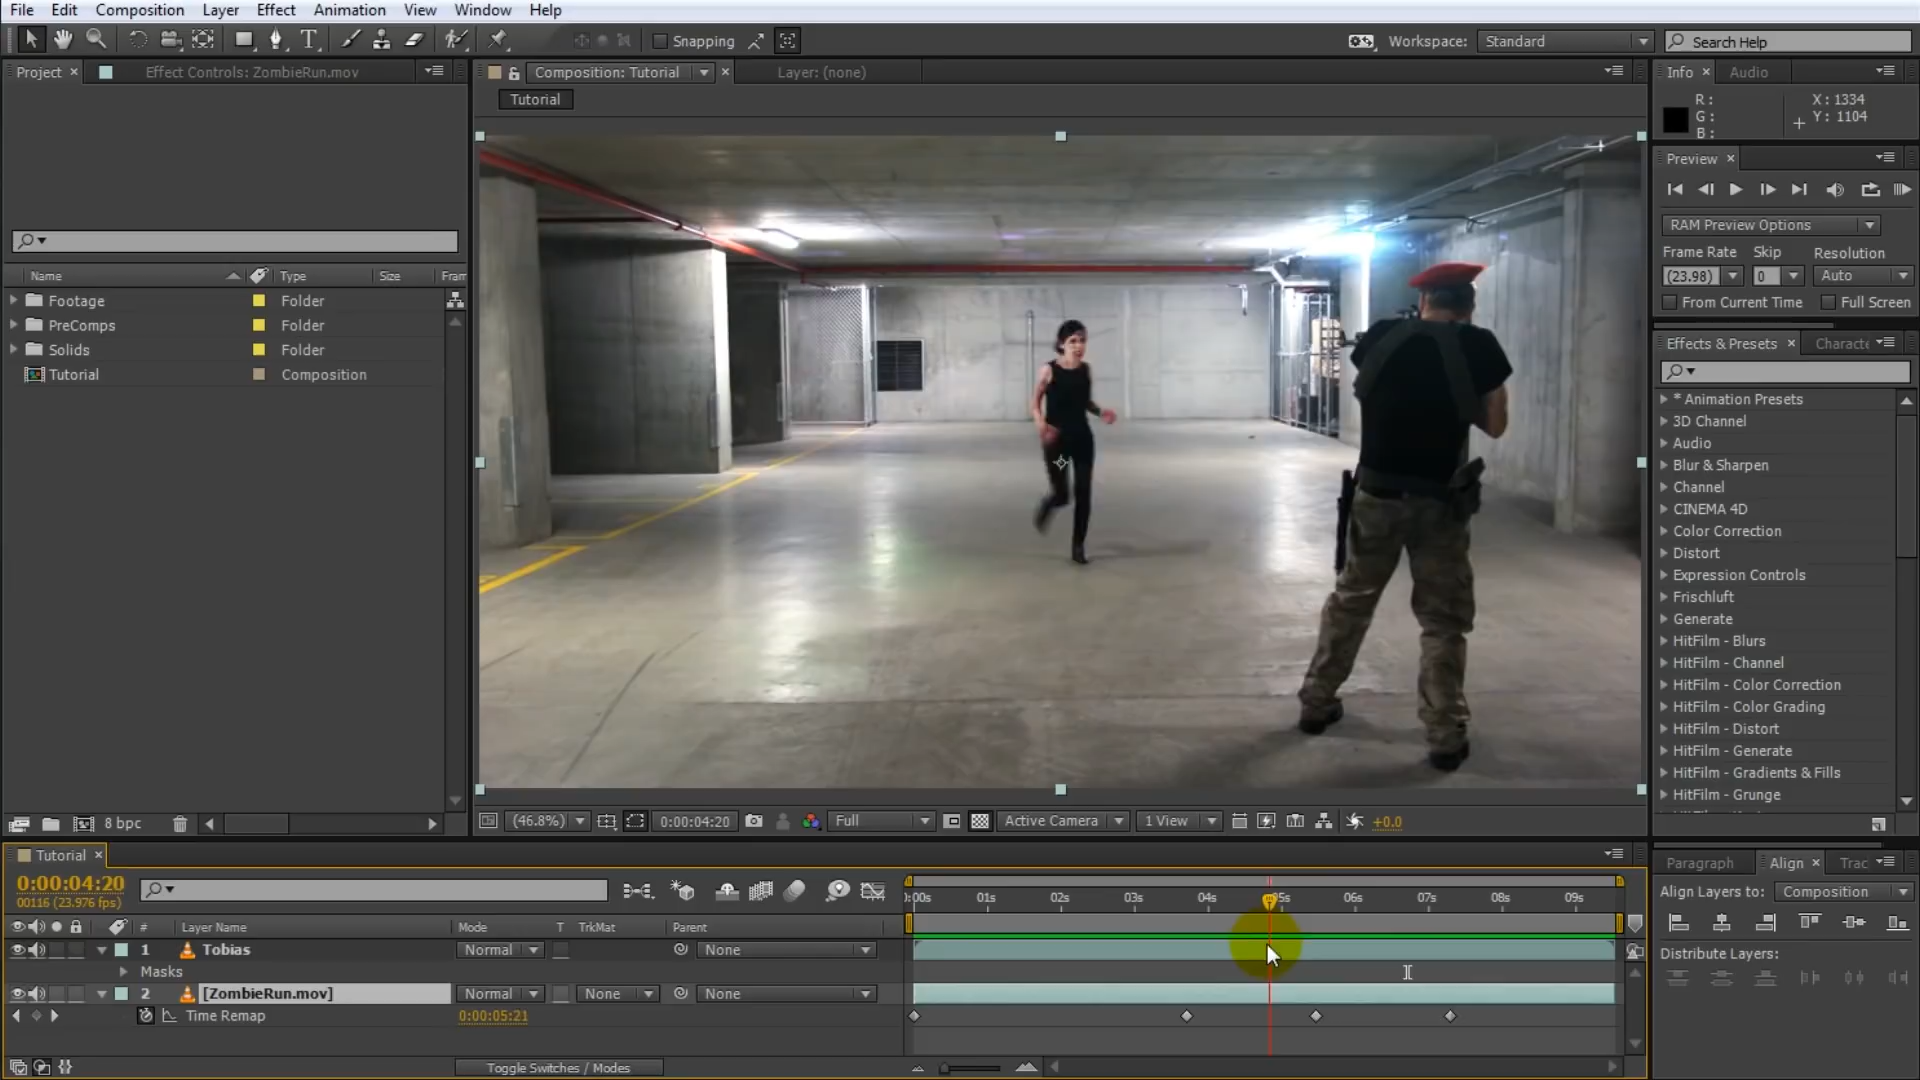 File Edit Composition Layer Effect Animation View Window Help
Snapping
Workspace: Standard
Search Help
Project × Effect Controls: ZombieRun.mov
Composition: Tutorial × Layer: (none)
Tutorial
Info × Audio
R: X: 1334
G: Y: 1104
B:
Preview ×
RAM Preview Options
Frame Rate Skip Resolution
(23.98) 0 Auto
From Current Time Full Screen
Name Type Size Fram
Footage Folder
PreComps Folder
Solids Folder
Tutorial Composition
Effects & Presets × Characte
* Animation Presets
3D Channel
Audio
Blur & Sharpen
Channel
CINEMA 4D
Color Correction
Distort
Expression Controls
Frischluft
Generate
HitFilm - Blurs
HitFilm - Channel
HitFilm - Color Correction
HitFilm - Color Grading
HitFilm - Distort
HitFilm - Generate
HitFilm - Gradients & Fills
HitFilm - Grunge
8 bpc
(46.8%) 0:00:04:20 Full Active Camera 1 View +0.0
Tutorial ×
0:00:04:20
00116 (23.976 fps)
):00s 01s 02s 03s 04s 5s 06s 07s 08s 09s
# Layer Name Mode T TrkMat Parent
1 Tobias Normal None
Masks
2 [ZombieRun.mov] Normal None None
Time Remap 0:00:05:21
Toggle Switches / Modes
Paragraph Align × Trac
Align Layers to: Composition
Distribute Layers: